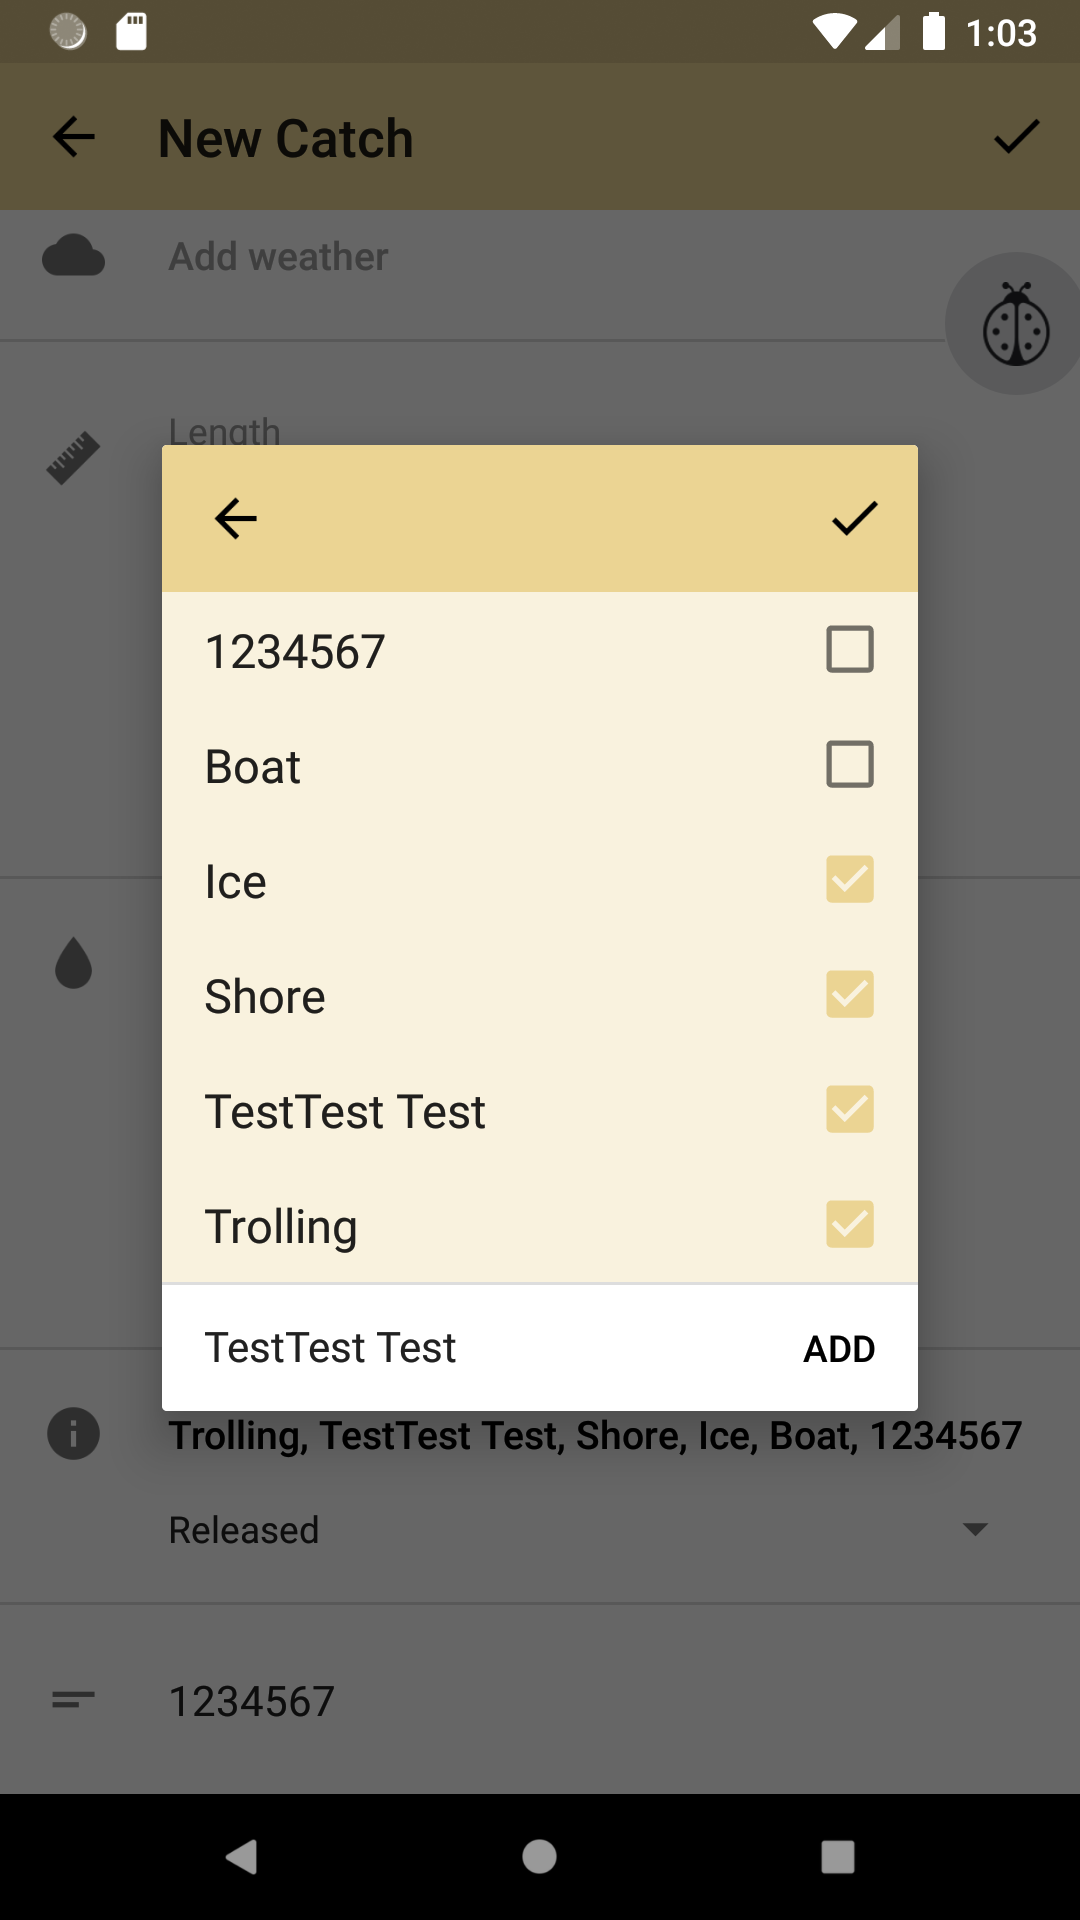 1:03
New Catch
Add weather
Length
1234567
Boat
Ice
Shore
TestTest Test
Trolling
TestTest Test ADD
Trolling, TestTest Test, Shore, Ice, Boat, 1234567
Released
1234567